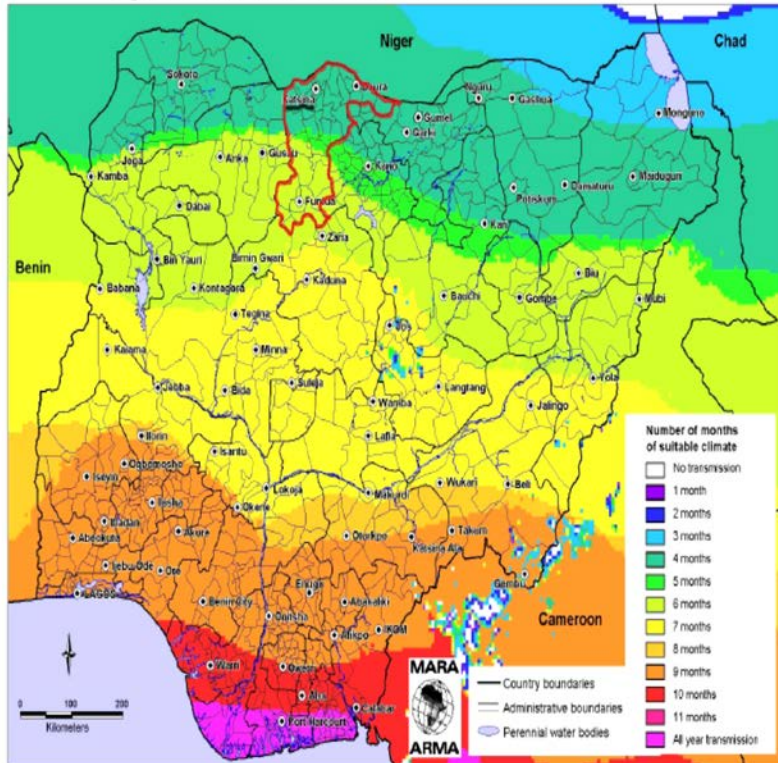 Niger
Chad
Sokoto
Daura
Katsina
Nguru
Gashua
Gumel
Garki
Monguno
Jega
Anka
Gusau
Kano
Kamba
Potiskum
Damaturu
Maiduguri
Dabai
Funtua
Zaria
Kari
Benin
Bin Yauri
Birnin Gwari
Kaduna
Biu
Babana
Kontagora
Bauchi
Gombe
Mubi
Tegina
Jos
Kaiama
Minna
Jebba
Bida
Suleja
Wamba
Langtang
Yola
Jalingo
Ilorin
Lafia
Ogbomosho
Isanlu
Iseyin
Lokoja
Makurdi
Wukari
Beli
Ilesha
Okene
Ibadan
Abeokuta
Akure
Otorkpo
Katsina Ala
Takum
Ijebu Ode
Gembu
LAGOS
Enugu
Benin City
Abakaliki
Cameroon
Onitsha
Afikpo
IKOM
Warri
Owerri
Aba
Calabar
Port Harcourt
Number of months
of suitable climate
No transmission
1 month
2 months
3 months
4 months
5 months
6 months
7 months
8 months
9 months
10 months
11 months
All year transmission
MARA
ARMA
Country boundaries
Administrative boundaries
Perennial water bodies
0 100 200
Kilometers